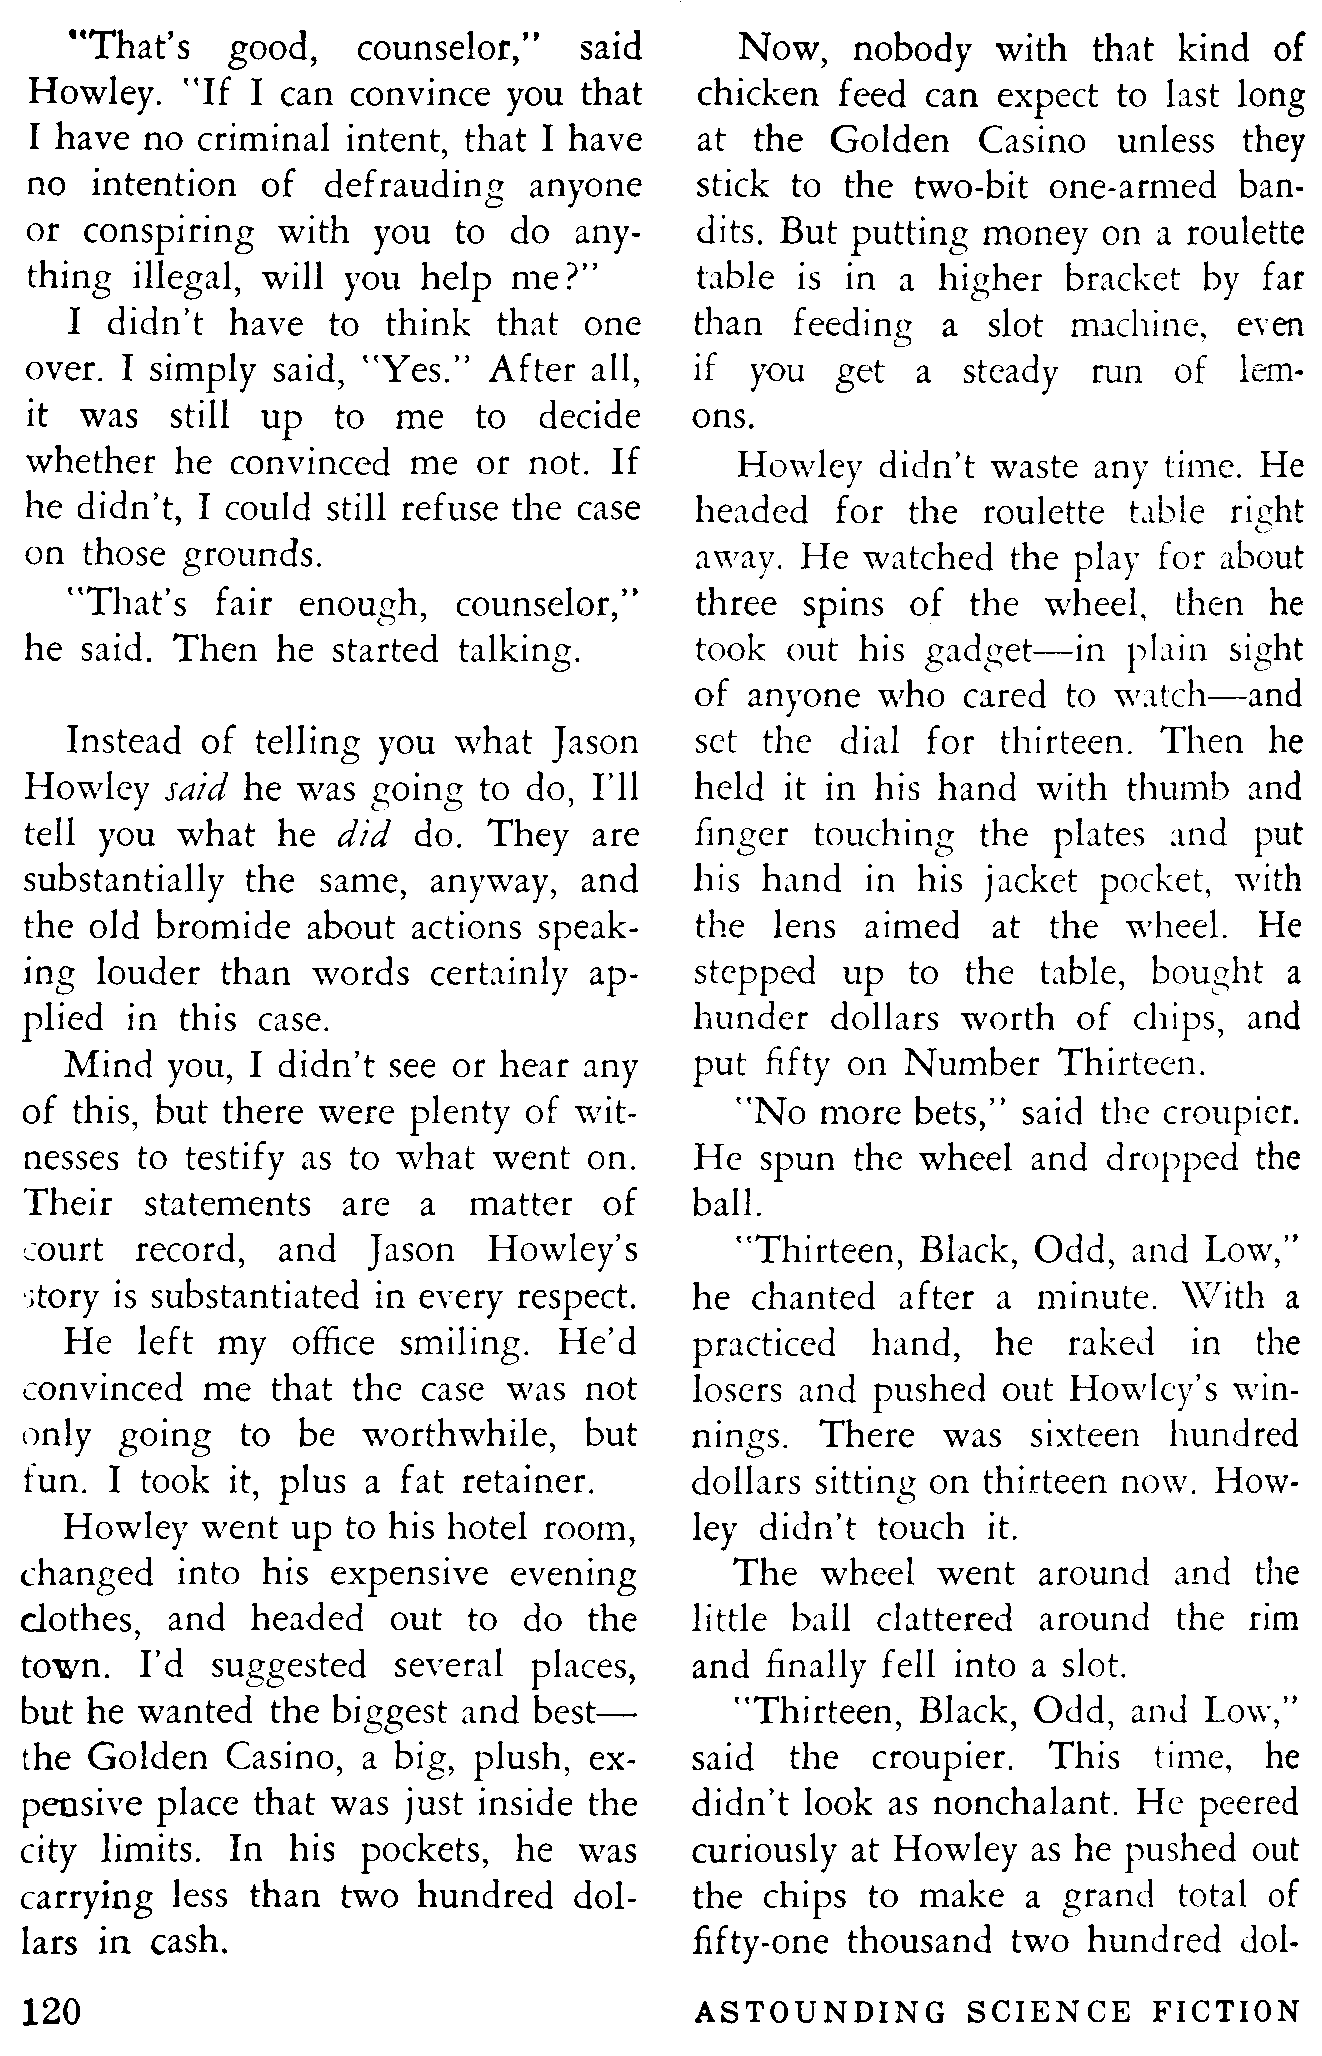 "That's good, counselor," said
Howley. "If I can convince you that
I have no criminal intent, that I have
no intention of defrauding anyone
or conspiring with you to do any-
thing illegal, will you help me?"
I didn't have to think that one
over. I simply said, "Yes." After all,
it was still up to me to decide
whether he convinced me or not. If
he didn't, I could still refuse the case
on those grounds.
"That's fair enough, counselor,"
he said. Then he started talking.
Instead of telling you what Jason
Howley said he was going to do, I'll
tell you what he did do. They are
substantially the same, anyway, and
the old bromide about actions speak-
ing louder than words certainly ap-
plied in this case.
Mind you, I didn't see or hear any
of this, but there were plenty of wit-
nesses to testify as to what went on.
Their statements are a matter of
court record, and Jason Howley's
story is substantiated in every respect.
He left my office smiling. He'd
convinced me that the case was not
only going to be worthwhile, but
fun. I took it, plus a fat retainer.
Howley went up to his hotel room,
changed into his expensive evening
clothes, and headed out to do the
town. I'd suggested several places,
but he wanted the biggest and best—
the Golden Casino, a big, plush, ex-
pensive place that was just inside the
city limits. In his pockets, he was
carrying less than two hundred dol-
lars in cash.
Now, nobody with that kind of
chicken feed can expect to last long
at the Golden Casino unless they
stick to the two-bit one-armed ban-
dits. But putting money on a roulette
table is in a higher bracket by far
than feeding a slot machine, even
if you get a steady run of lem-
ons.
Howley didn't waste any time. He
headed for the roulette table right
away. He watched the play for about
three spins of the wheel, then he
took out his gadget—in plain sight
of anyone who cared to watch—and
set the dial for thirteen. Then he
held it in his hand with thumb and
finger touching the plates and put
his hand in his jacket pocket, with
the lens aimed at the wheel. He
stepped up to the table, bought a
hunder dollars worth of chips, and
put fifty on Number Thirteen.
"No more bets," said the croupier.
He spun the wheel and dropped the
ball.
"Thirteen, Black, Odd, and Low,"
he chanted after a minute. With a
practiced hand, he raked in the
losers and pushed out Howley's win-
nings. There was sixteen hundred
dollars sitting on thirteen now. How-
ley didn't touch it.
The wheel went around and the
little ball clattered around the rim
and finally fell into a slot.
"Thirteen, Black, Odd, and Low,"
said the croupier. This time, he
didn't look as nonchalant. He peered
curiously at Howley as he pushed out
the chips to make a grand total of
fifty-one thousand two hundred dol-
120
ASTOUNDING SCIENCE FICTION